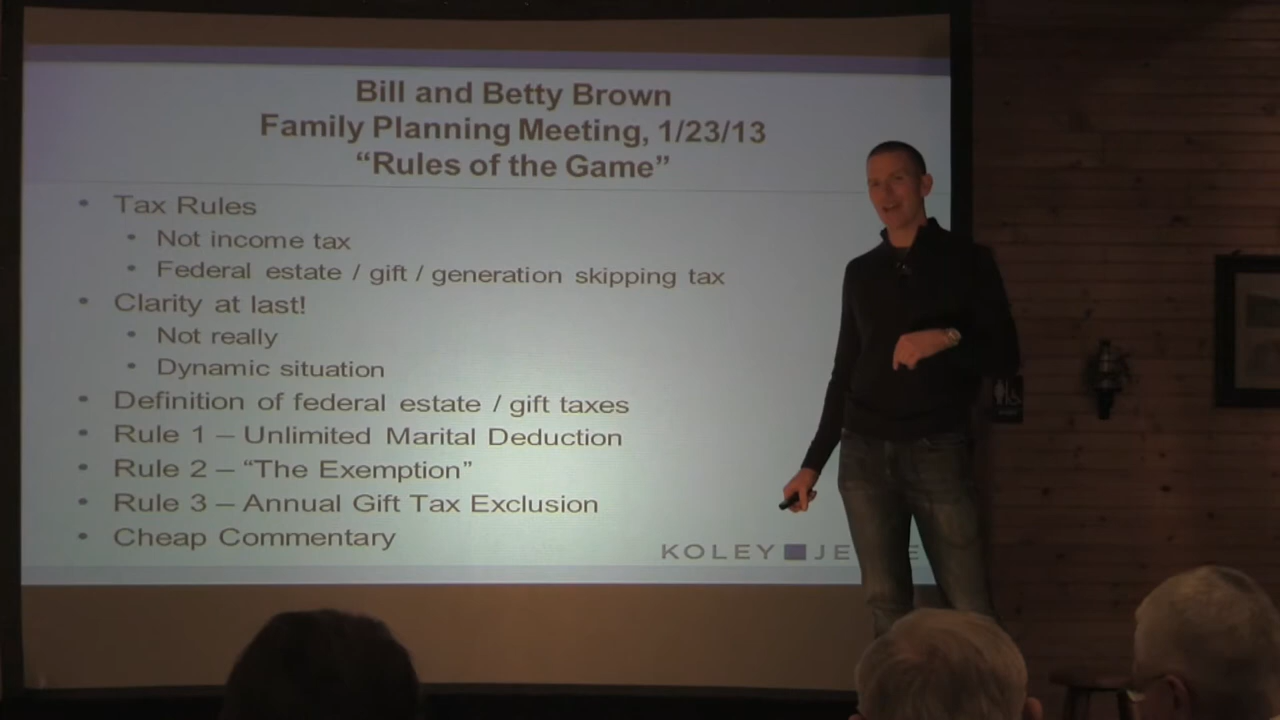 Bill and Betty Brown
Family Planning Meeting, 1/23/13
“Rules of the Game”
• Tax Rules
• Not income tax
• Federal estate / gift / generation skipping tax
• Clarity at last!
• Not really
• Dynamic situation
• Definition of federal estate / gift taxes
• Rule 1 – Unlimited Marital Deduction
• Rule 2 – “The Exemption”
• Rule 3 – Annual Gift Tax Exclusion
• Cheap Commentary
KOLEY